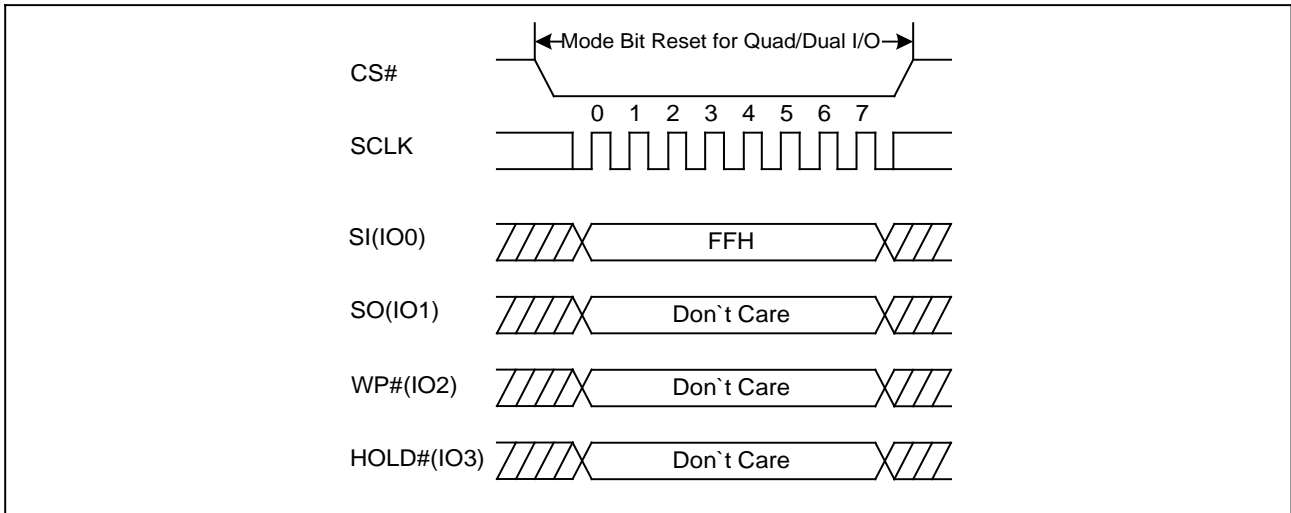 Mode Bit Reset for Quad/Dual I/O
CS#
0 1 2 3 4 5 6 7
SCLK
SI(IO0) FFH
SO(IO1) Don`t Care
WP#(IO2) Don`t Care
HOLD#(IO3) Don`t Care